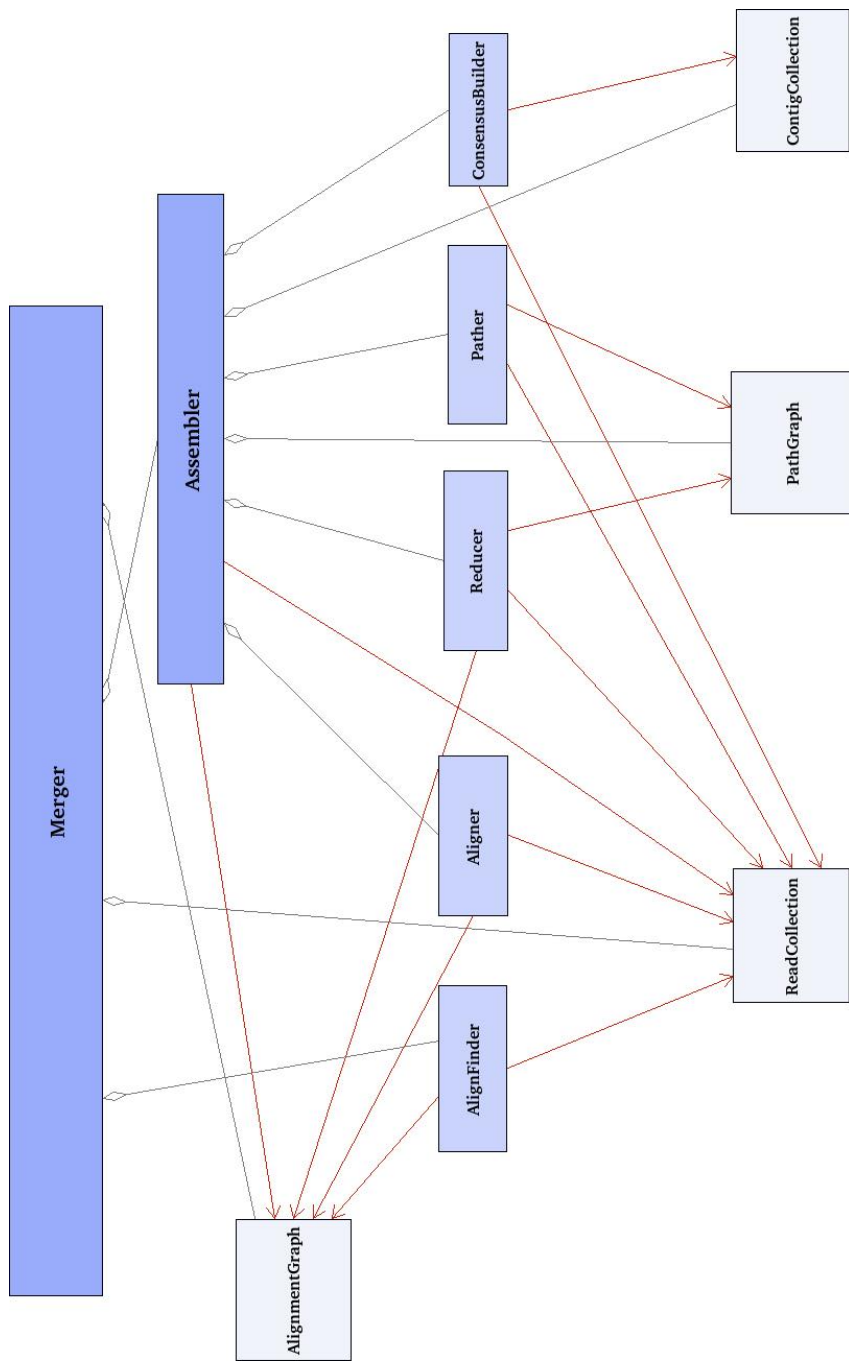 Merger
Assembler
AlignmentGraph
AlignFinder
Aligner
Reducer
Pather
ConsensusBuilder
ReadCollection
PathGraph
ContigCollection